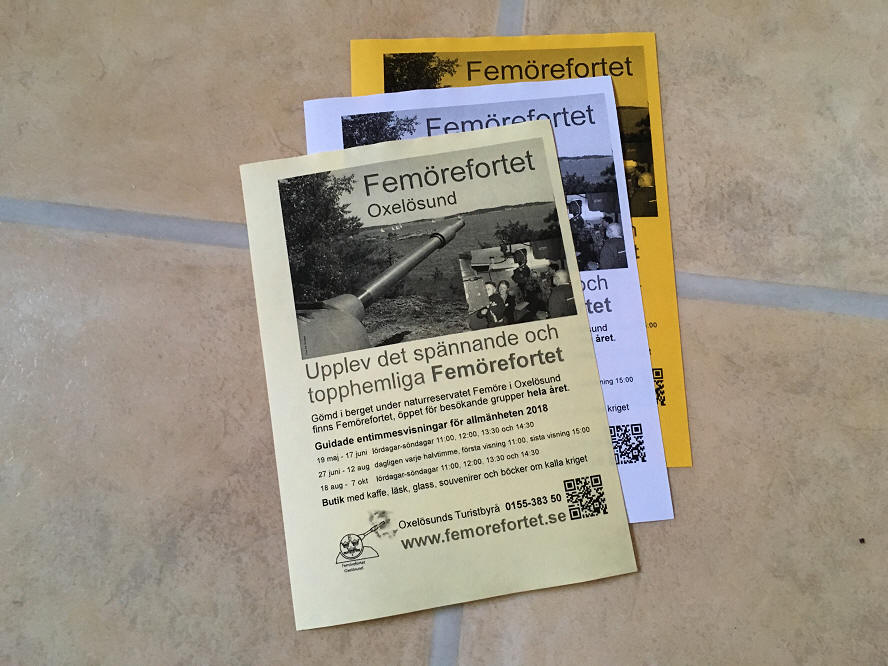 Femörefortet
Femörefortet
och
tet
sund
året.
ning 15:00
kriget
Femörefortet
Oxelösund
Upplev det spännande och
topphemliga Femörefortet
Gömd i berget under naturreservatet Femöre i Oxelösund
finns Femörefortet, öppet för besökande grupper hela året.
Guidade entimmesvisningar för allmänheten 2018
19 maj - 17 juni lördagar-söndagar 11:00, 12:00, 13:30 och 14:30
27 juni - 12 aug dagligen varje halvtimme, första visning 11:00, sista visning 15:00
18 aug - 7 okt lördagar-söndagar 11:00, 12:00, 13:30 och 14:30
Butik med kaffe, läsk, glass, souvenirer och böcker om kalla kriget
Oxelösunds Turistbyrå 0155-383 50
www.femorefortet.se
Femörefortet
Oxelösund